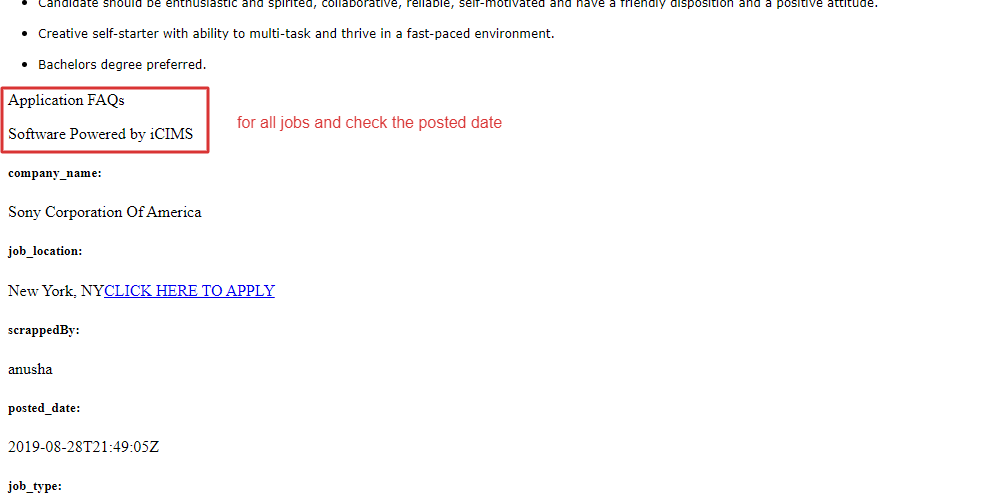 Candidate should be enthusiastic and spirited, collaborative, reliable, self-motivated and have a friendly disposition and a positive attitude.
Creative self-starter with ability to multi-task and thrive in a fast-paced environment.
Bachelors degree preferred.
Application FAQs
for all jobs and check the posted date
Software Powered by iCIMS
company_name:
Sony Corporation Of America
job_location:
New York, NYCLICK HERE TO APPLY
scrappedBy:
anusha
posted_date:
2019-08-28T21:49:05Z
job_type: